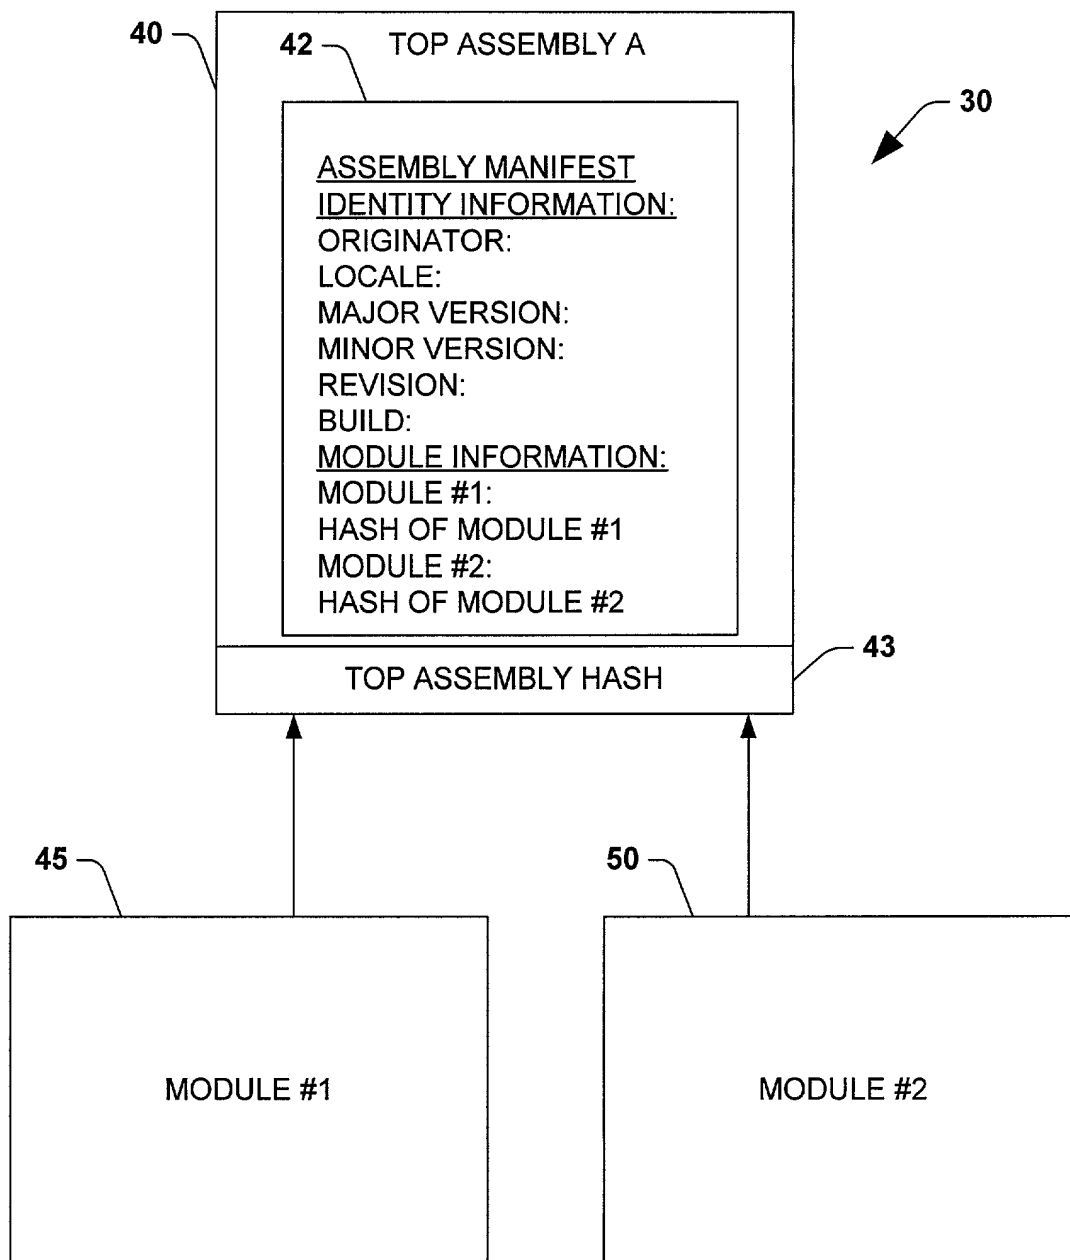 40
TOP ASSEMBLY A
42
30
ASSEMBLY MANIFEST
IDENTITY INFORMATION:
ORIGINATOR:
LOCALE:
MAJOR VERSION:
MINOR VERSION:
REVISION:
BUILD:
MODULE INFORMATION:
MODULE #1:
HASH OF MODULE #1
MODULE #2:
HASH OF MODULE #2
43
TOP ASSEMBLY HASH
45
50
MODULE #1
MODULE #2